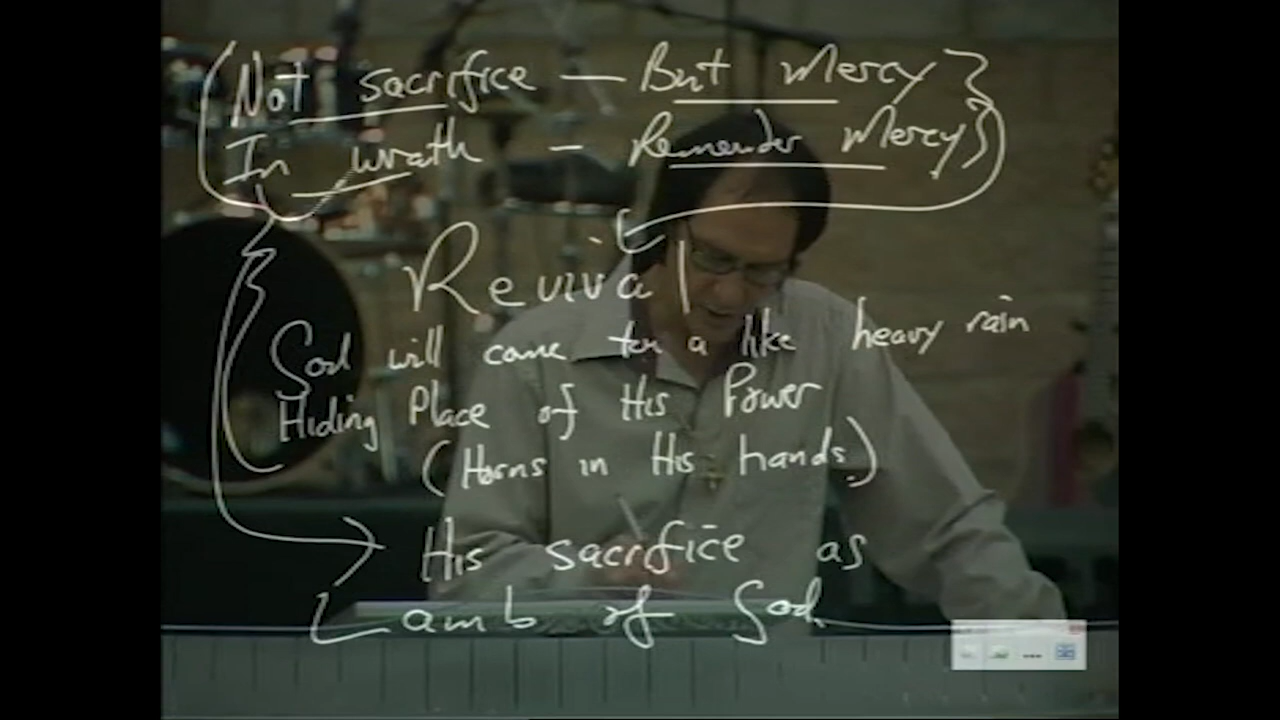 Not sacrifice — But Mercy
In wrath – Remember Mercy
Revival
God will come to a like heavy rain
Hiding Place of His Power
(Horns in His hands)
His sacrifice as
Lamb of God